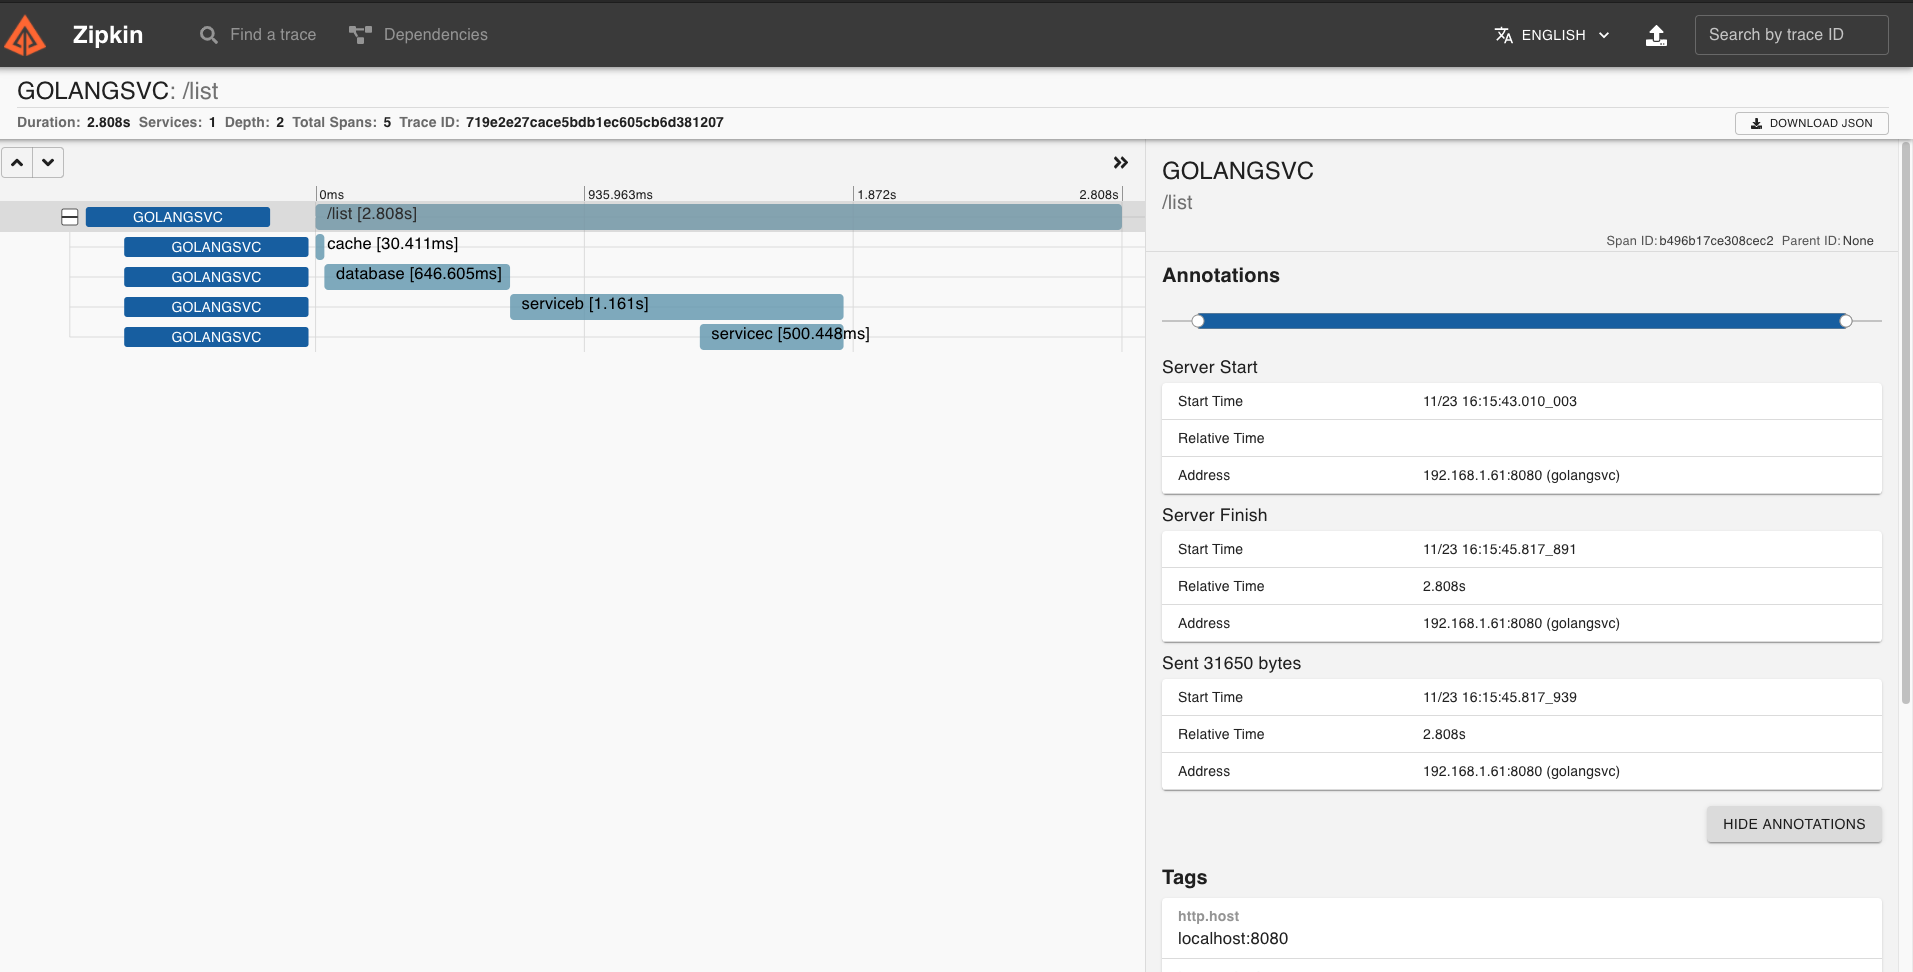 Zipkin Find a trace Dependencies ENGLISH Search by trace ID
GOLANGSVC: /list
Duration: 2.808s Services: 1 Depth: 2 Total Spans: 5 Trace ID: 719e2e27cace5bdb1ec605cb6d381207
DOWNLOAD JSON
0ms 935.963ms 1.872s 2.808s
GOLANGSVC /list [2.808s]
GOLANGSVC cache [30.411ms]
GOLANGSVC database [646.605ms]
GOLANGSVC serviceb [1.161s]
GOLANGSVC servicec [500.448ms]
GOLANGSVC
/list
Span ID: b496b17ce308cec2 Parent ID: None
Annotations
Server Start
Start Time 11/23 16:15:43.010_003
Relative Time
Address 192.168.1.61:8080 (golangsvc)
Server Finish
Start Time 11/23 16:15:45.817_891
Relative Time 2.808s
Address 192.168.1.61:8080 (golangsvc)
Sent 31650 bytes
Start Time 11/23 16:15:45.817_939
Relative Time 2.808s
Address 192.168.1.61:8080 (golangsvc)
HIDE ANNOTATIONS
Tags
http.host
localhost:8080